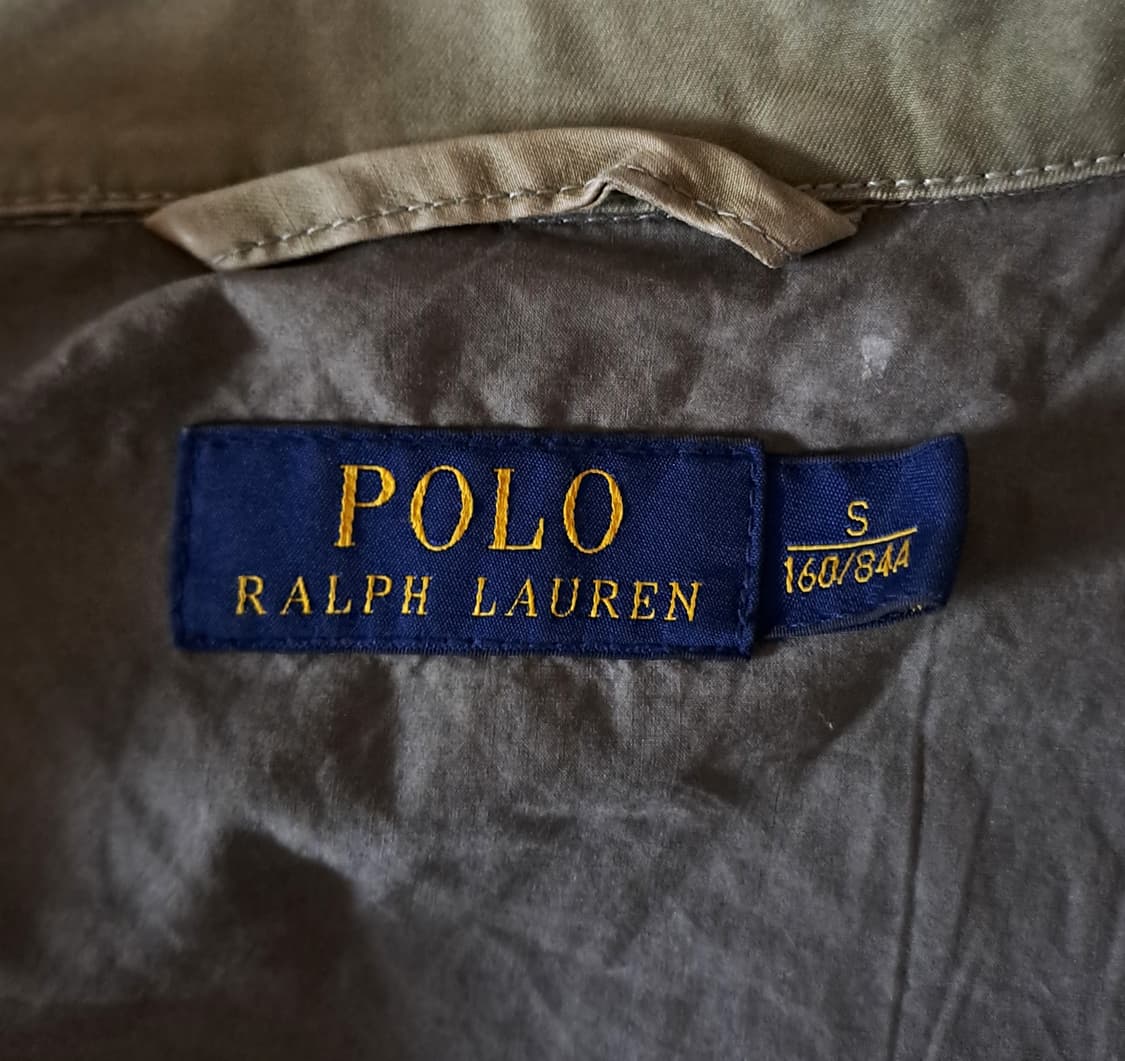 POLO
RALPH LAUREN
S
160/84A